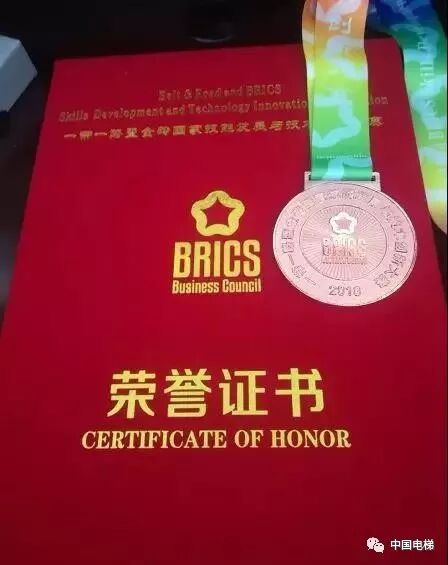 Belt & Road and BRICS
Skills Development and Technology Innovation
一带一路暨金砖国家技能发展与技术
BRICS
Business Council
荣誉证书
CERTIFICATE OF HONOR
BRICS
2018
中国电梯